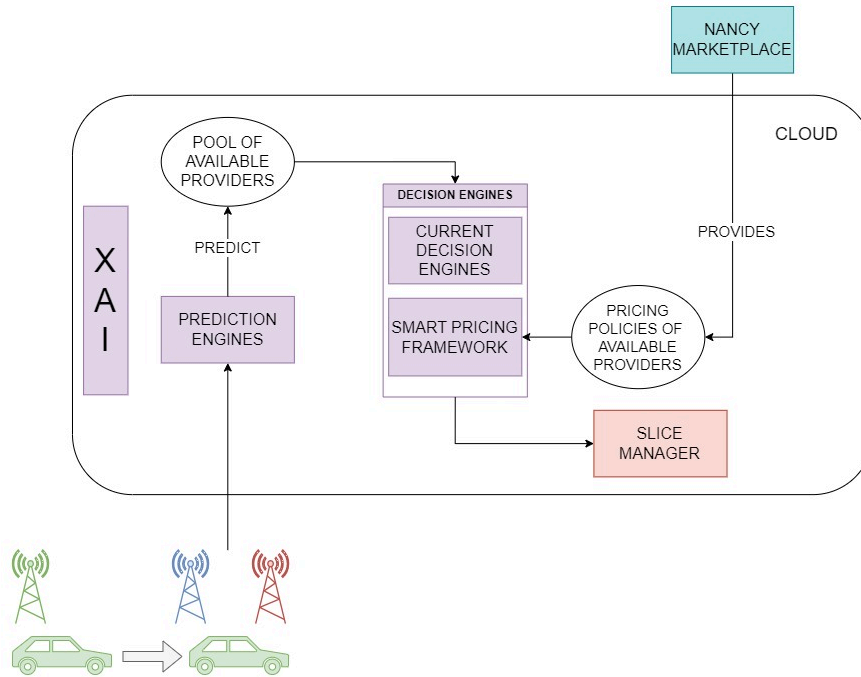 NANCY
MARKETPLACE
CLOUD
POOL OF
AVAILABLE
PROVIDERS
DECISION ENGINES
CURRENT
DECISION
ENGINES
PROVIDES
X
A
I
PREDICT
PREDICTION
ENGINES
SMART PRICING
FRAMEWORK
PRICING
POLICIES OF
AVAILABLE
PROVIDERS
SLICE
MANAGER